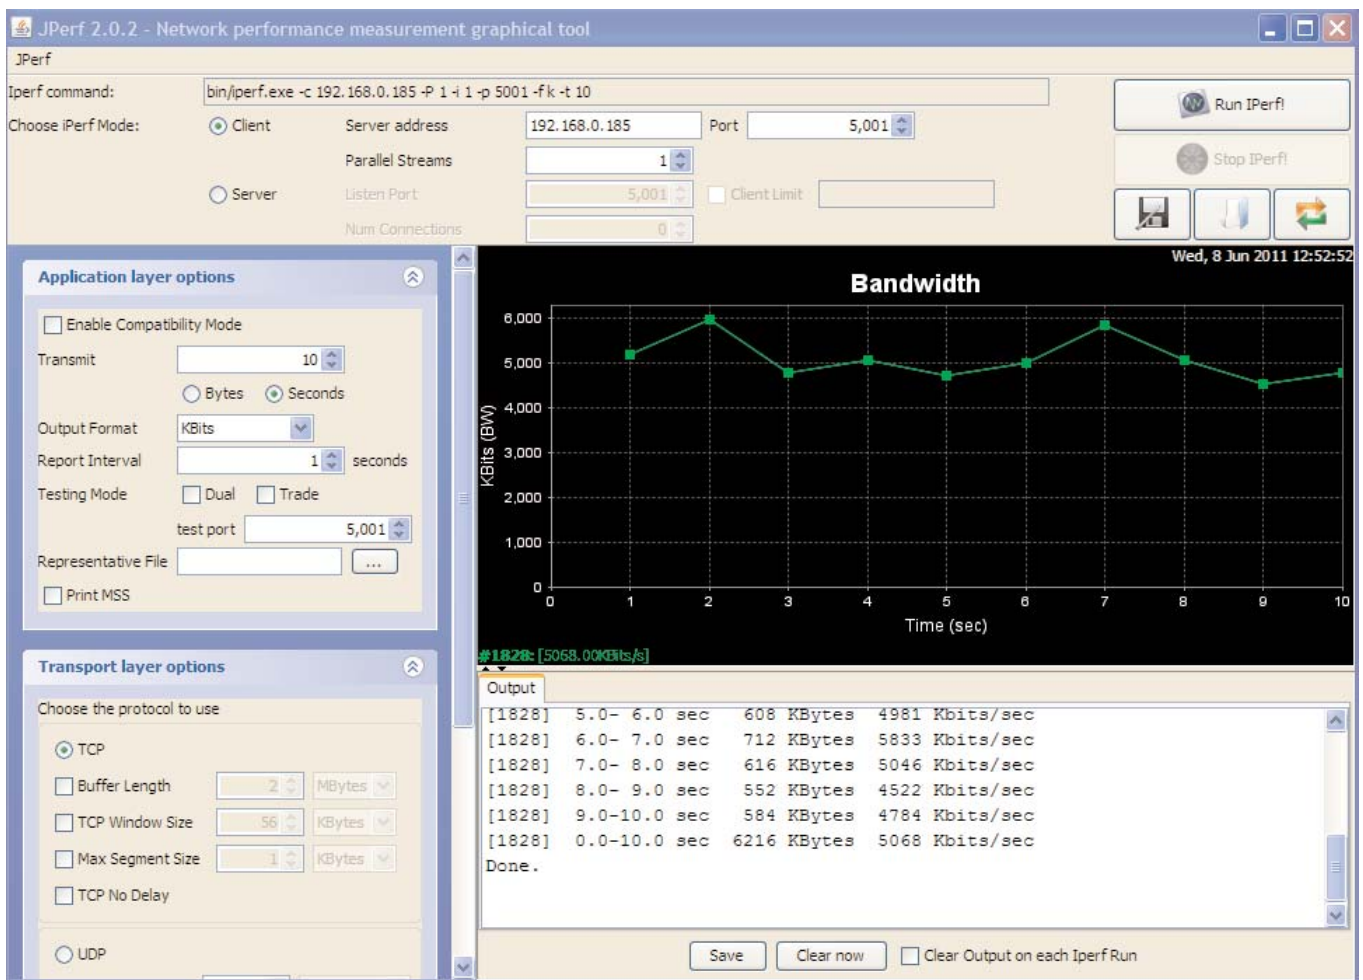 JPerf 2.0.2 - Network performance measurement graphical tool
JPerf
Iperf command: bin/iperf.exe -c 192.168.0.185 -P 1 -i 1 -p 5001 -f k -t 10
Run IPerf!
Choose iPerf Mode: Client Server address 192.168.0.185 Port 5,001
Parallel Streams 1
Stop IPerf!
Server Listen Port 5,001 Client Limit
Num Connections 0
Application layer options
Enable Compatibility Mode
Transmit 10
Bytes Seconds
Output Format KBits
Report Interval 1 seconds
Testing Mode Dual Trade
test port 5,001
Representative File ...
Print MSS
Transport layer options
Choose the protocol to use
TCP
Buffer Length 2 MBytes
TCP Window Size 56 KBytes
Max Segment Size 1 KBytes
TCP No Delay
UDP
Wed, 8 Jun 2011 12:52:52
Bandwidth
KBits (BW)
6,000
5,000
4,000
3,000
2,000
1,000
0
0 1 2 3 4 5 6 7 8 9 10
Time (sec)
#1828: [5068.00KBits/s]
Output
[1828] 5.0- 6.0 sec 608 KBytes 4981 Kbits/sec
[1828] 6.0- 7.0 sec 712 KBytes 5833 Kbits/sec
[1828] 7.0- 8.0 sec 616 KBytes 5046 Kbits/sec
[1828] 8.0- 9.0 sec 552 KBytes 4522 Kbits/sec
[1828] 9.0-10.0 sec 584 KBytes 4784 Kbits/sec
[1828] 0.0-10.0 sec 6216 KBytes 5068 Kbits/sec
Done.
Save Clear now Clear Output on each Iperf Run